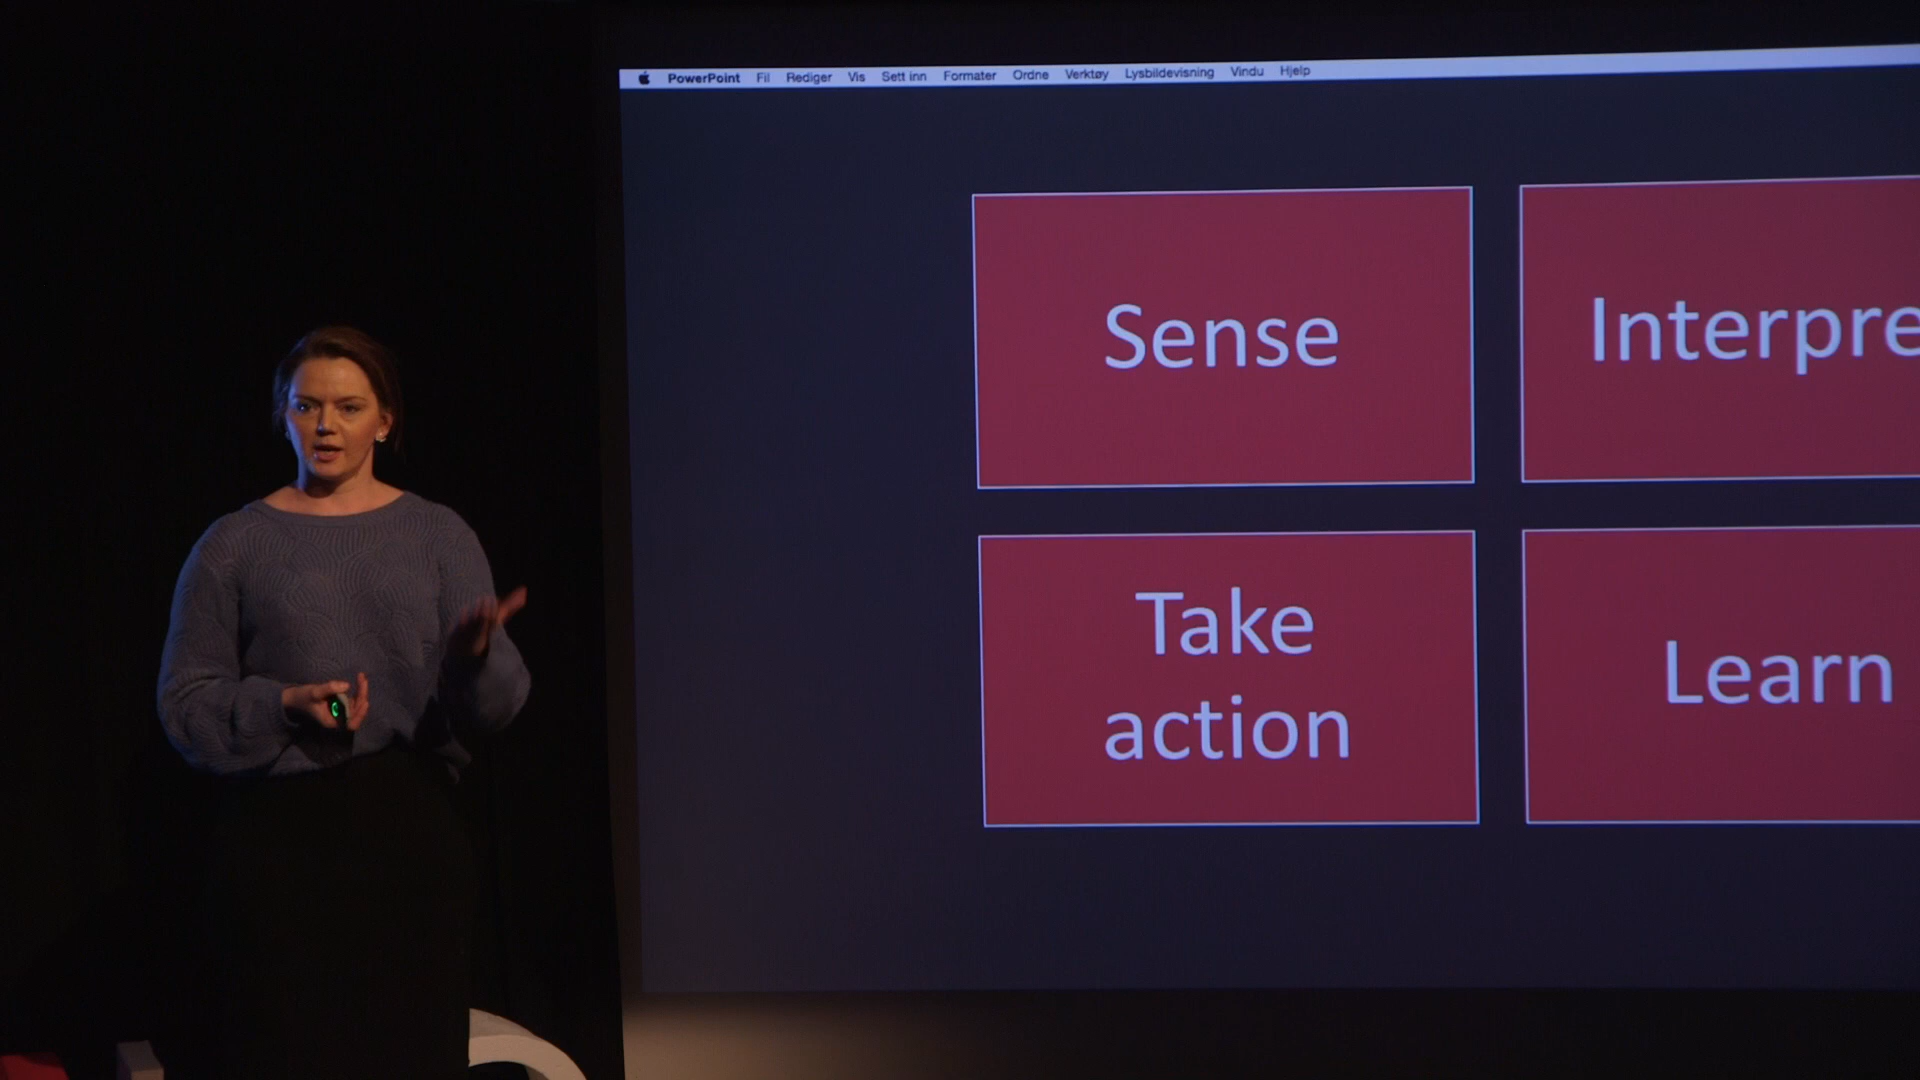 PowerPoint Fil Rediger Vis Sett inn Formater Ordne Verktøy Lysbildevisning Vindu Hjelp
Sense
Interpre
Take
action
Learn